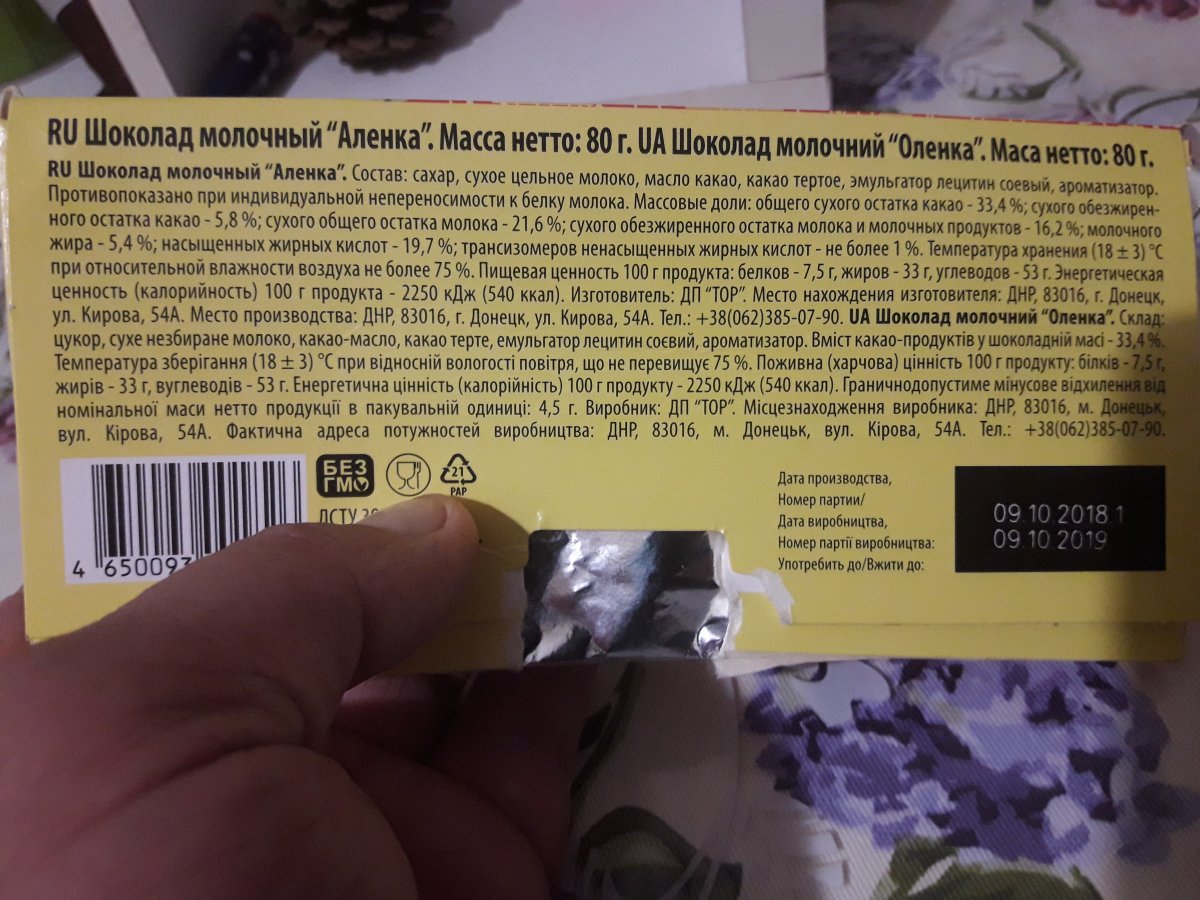 RU Шоколад молочный “Аленка”. Масса нетто: 80 г. UA Шоколад молочний “Оленка”. Маса нетто: 80 г.
RU Шоколад молочный “Аленка”. Состав: сахар, сухое цельное молоко, масло какао, какао тертое, эмульгатор лецитин соевый, ароматизатор.
Противопоказано при индивидуальной непереносимости к белку молока. Массовые доли: общего сухого остатка какао - 33,4 %; сухого обезжирен-
ного остатка какао - 5,8 %; сухого общего остатка молока - 21,6 %; сухого обезжиренного остатка молока и молочных продуктов - 16,2 %; молочного
жира - 5,4 %; насыщенных жирных кислот - 19,7 %; трансизомеров ненасыщенных жирных кислот - не более 1 %. Температура хранения (18 ± 3) °С
при относительной влажности воздуха не более 75 %. Пищевая ценность 100 г продукта: белков - 7,5 г, жиров - 33 г, углеводов - 53 г. Энергетическая
ценность (калорийность) 100 г продукта - 2250 кДж (540 ккал). Изготовитель: ДП “ТОР”. Место нахождения изготовителя: ДНР, 83016, г. Донецк,
ул. Кирова, 54А. Место производства: ДНР, 83016, г. Донецк, ул. Кирова, 54А. Тел.: +38(062)385-07-90. UA Шоколад молочний “Оленка”. Склад:
цукор, сухе незбиране молоко, какао-масло, какао терте, емульгатор лецитин соєвий, ароматизатор. Вміст какао-продуктів у шоколадній масі - 33,4 %.
Температура зберігання (18 ± 3) °С при відносній вологості повітря, що не перевищує 75 %. Поживна (харчова) цінність 100 г продукту: білків - 7,5 г,
жирів - 33 г, вуглеводів - 53 г. Енергетична цінність (калорійність) 100 г продукту - 2250 кДж (540 ккал). Граничнодопустиме мінусове відхилення від
номінальної маси нетто продукції в пакувальній одиниці: 4,5 г. Виробник: ДП “ТОР”. Місцезнаходження виробника: ДНР, 83016, м. Донецьк,
вул. Кірова, 54А. Фактична адреса потужностей виробництва: ДНР, 83016, м. Донецьк, вул. Кірова, 54А. Тел.: +38(062)385-07-90.
БЕЗ
ГМО
21
PAP
ДСТУ
4 650093
Дата производства,
Номер партии/
Дата виробництва,
Номер партії виробництва:
Употребить до/Вжити до:
09.10.2018 1
09.10.2019